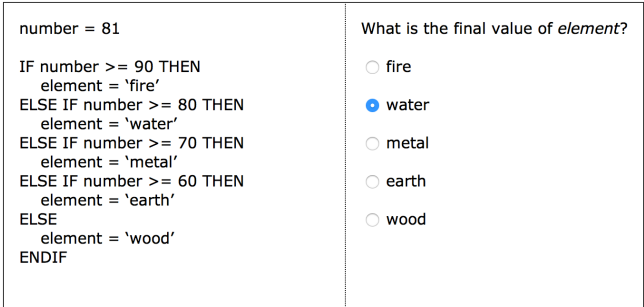 number = 81
IF number >= 90 THEN
element = ‘fire’
ELSE IF number >= 80 THEN
element = ‘water’
ELSE IF number >= 70 THEN
element = ‘metal’
ELSE IF number >= 60 THEN
element = ‘earth’
ELSE
element = ‘wood’
ENDIF
What is the final value of element?
fire
water
metal
earth
wood